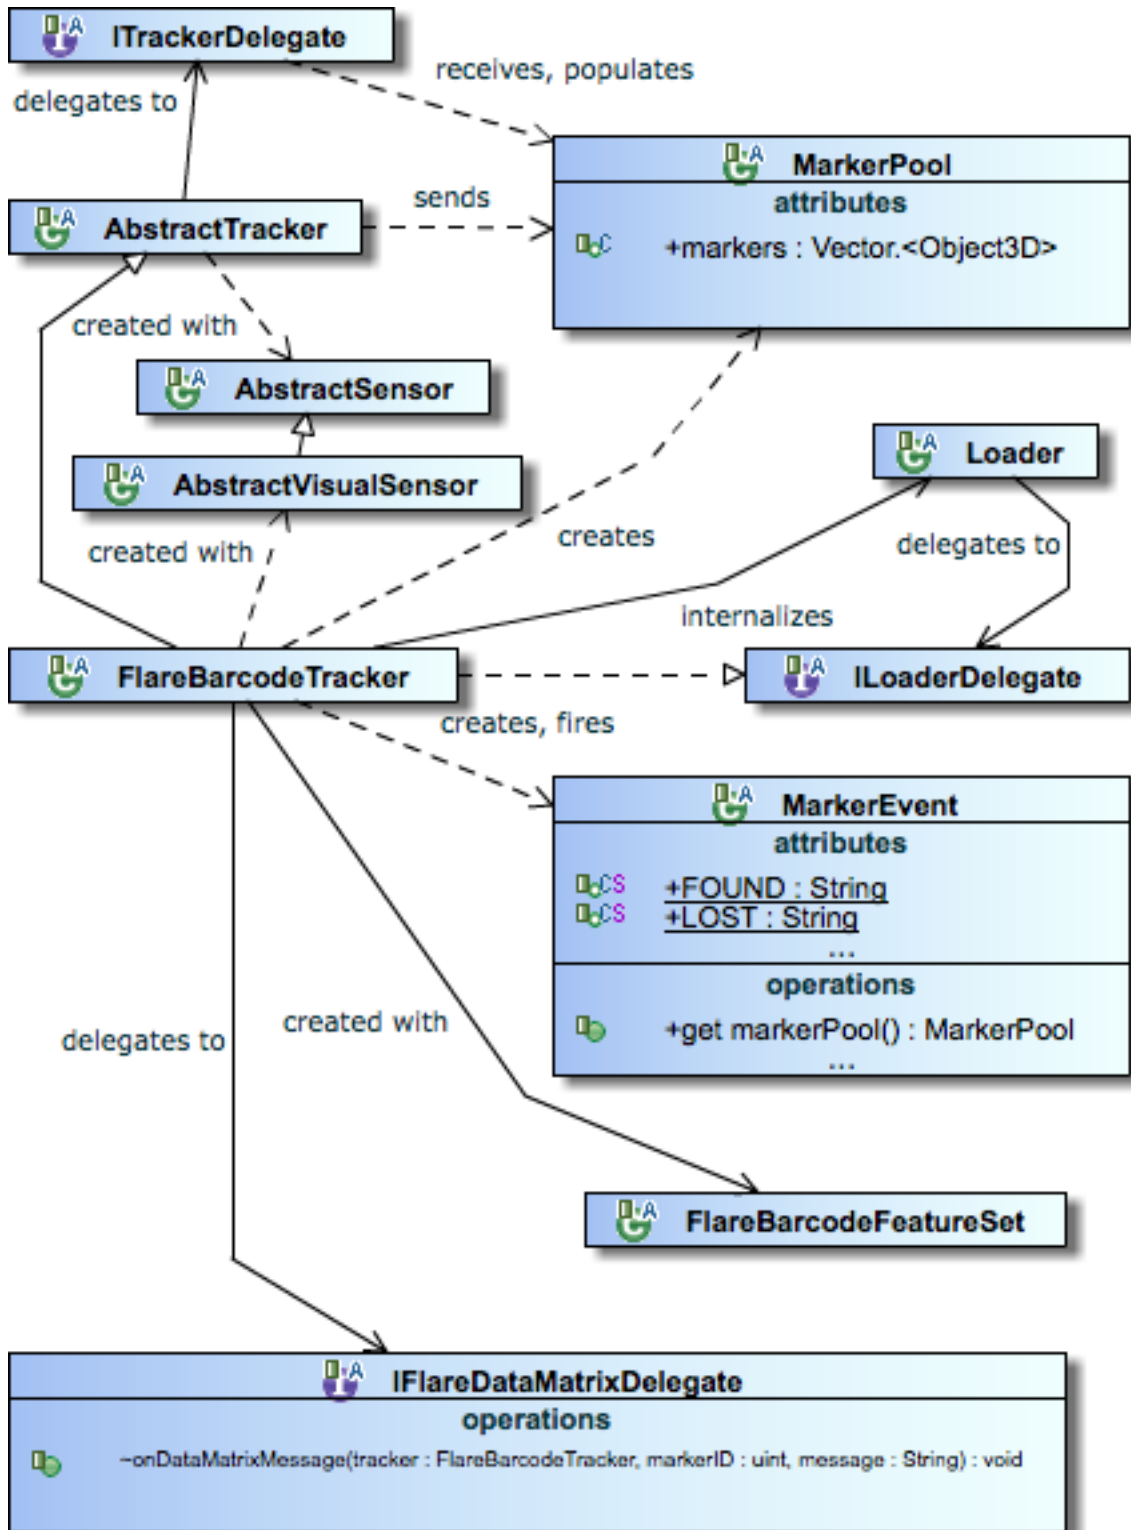 ITrackerDelegate
receives, populates
delegates to
MarkerPool
attributes
+markers : Vector.<Object3D>
sends
AbstractTracker
created with
AbstractSensor
Loader
AbstractVisualSensor
created with
creates
delegates to
internalizes
FlareBarcodeTracker
ILoaderDelegate
creates, fires
MarkerEvent
attributes
+FOUND : String
+LOST : String
...
operations
+get markerPool() : MarkerPool
...
created with
delegates to
FlareBarcodeFeatureSet
IFlareDataMatrixDelegate
operations
~onDataMatrixMessage(tracker : FlareBarcodeTracker, markerID : uint, message : String) : void